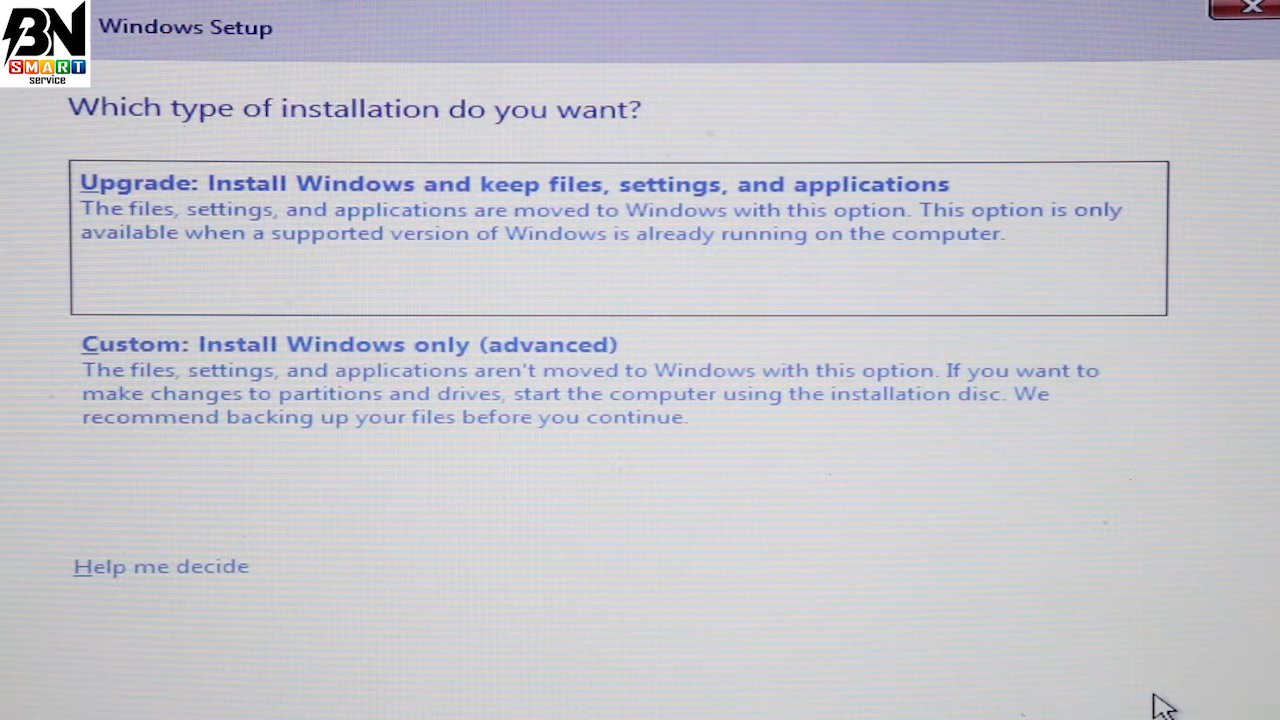 BN
SMART
service
Windows Setup
Which type of installation do you want?
Upgrade: Install Windows and keep files, settings, and applications
The files, settings, and applications are moved to Windows with this option. This option is only
available when a supported version of Windows is already running on the computer.
Custom: Install Windows only (advanced)
The files, settings, and applications aren't moved to Windows with this option. If you want to
make changes to partitions and drives, start the computer using the installation disc. We
recommend backing up your files before you continue.
Help me decide